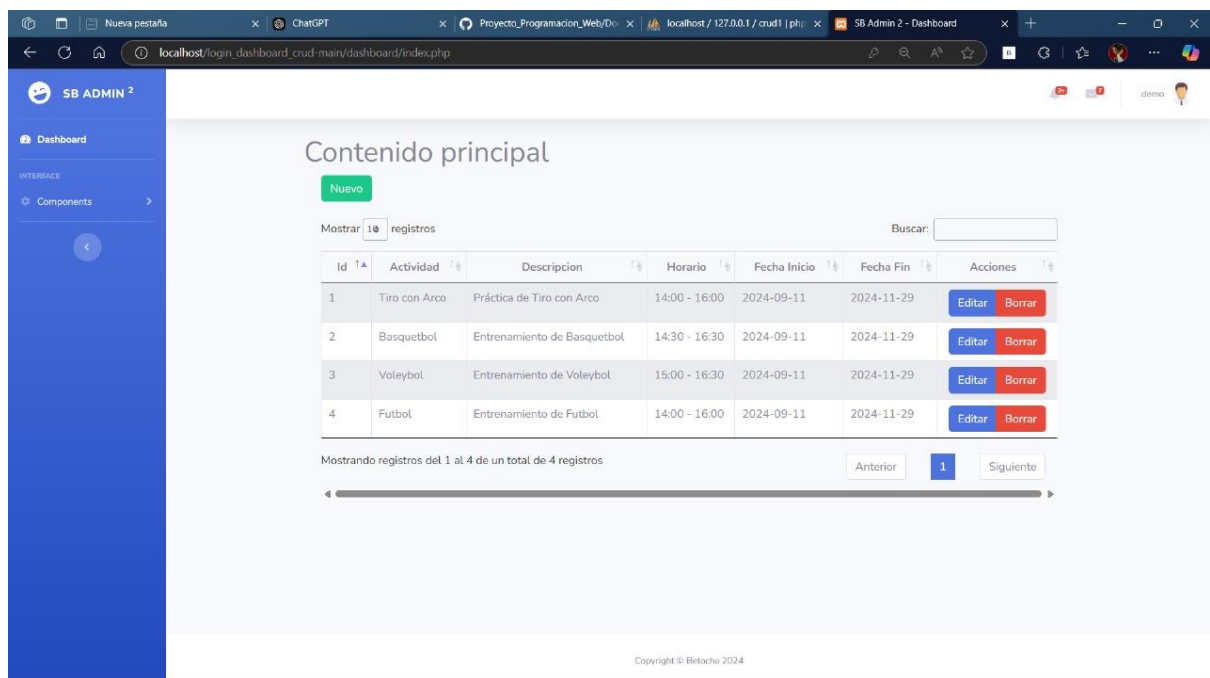 Nueva pestaña
ChatGPT
Proyecto_Programacion_Web/Do
localhost / 127.0.0.1 / crud1 | php
SB Admin 2 - Dashboard
localhost/login_dashboard_crud-main/dashboard/index.php
SB ADMIN 2
3+
7
demo
Dashboard
INTERFACE
Components
Contenido principal
Nuevo
Mostrar 10 registros
Buscar:
Id Actividad Descripcion Horario Fecha Inicio Fecha Fin Acciones
1 Tiro con Arco Práctica de Tiro con Arco 14:00 - 16:00 2024-09-11 2024-11-29 Editar Borrar
2 Basquetbol Entrenamiento de Basquetbol 14:30 - 16:30 2024-09-11 2024-11-29 Editar Borrar
3 Voleybol Entrenamiento de Voleybol 15:00 - 16:30 2024-09-11 2024-11-29 Editar Borrar
4 Futbol Entrenamiento de Futbol 14:00 - 16:00 2024-09-11 2024-11-29 Editar Borrar
Mostrando registros del 1 al 4 de un total de 4 registros
Anterior 1 Siguiente
Copyright © Betocha 2024